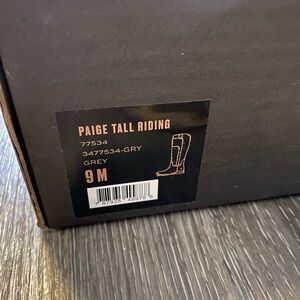 PAIGE TALL RIDING
77534
3477534-GRY
GREY
9 M